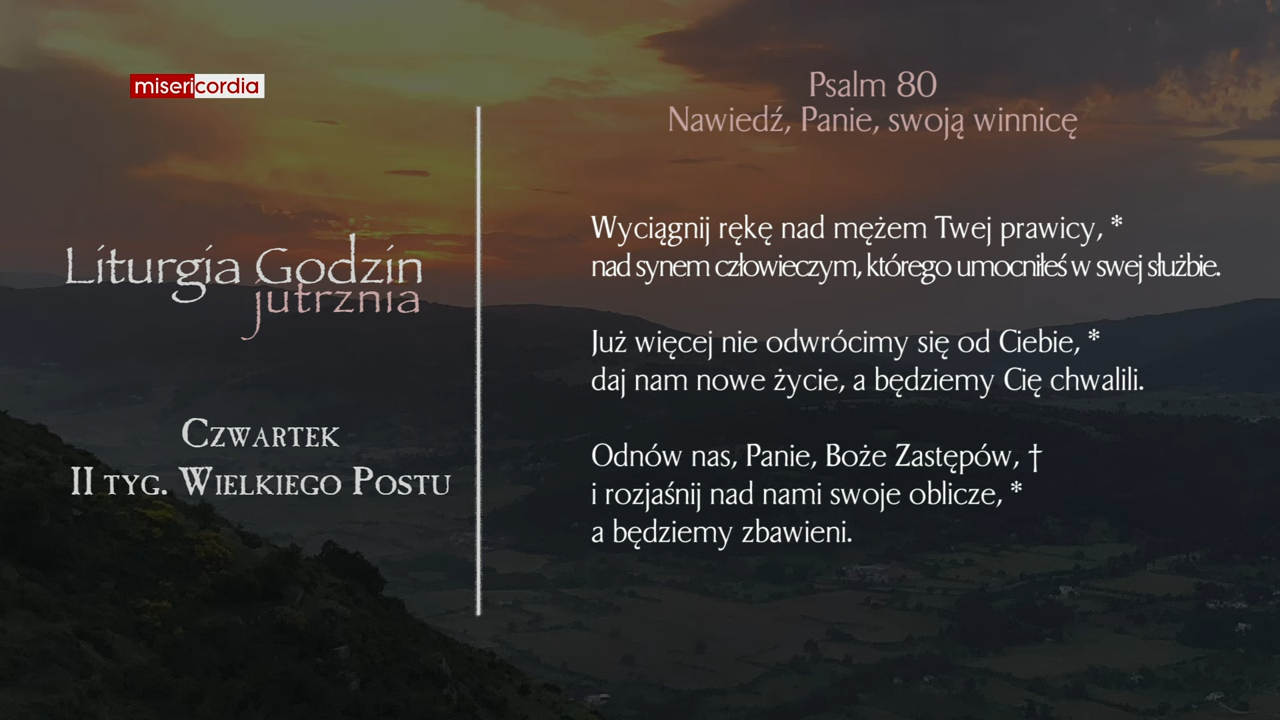 misericordia
Liturgia Godzin
jutrznia
Czwartek
II tyg. Wielkiego Postu
Psalm 80
Nawiedź, Panie, swoją winnicę
Wyciągnij rękę nad mężem Twej prawicy, *
nad synem człowieczym, którego umocniłeś w swej służbie.
Już więcej nie odwrócimy się od Ciebie, *
daj nam nowe życie, a będziemy Cię chwalili.
Odnów nas, Panie, Boże Zastępów, †
i rozjaśnij nad nami swoje oblicze, *
a będziemy zbawieni.